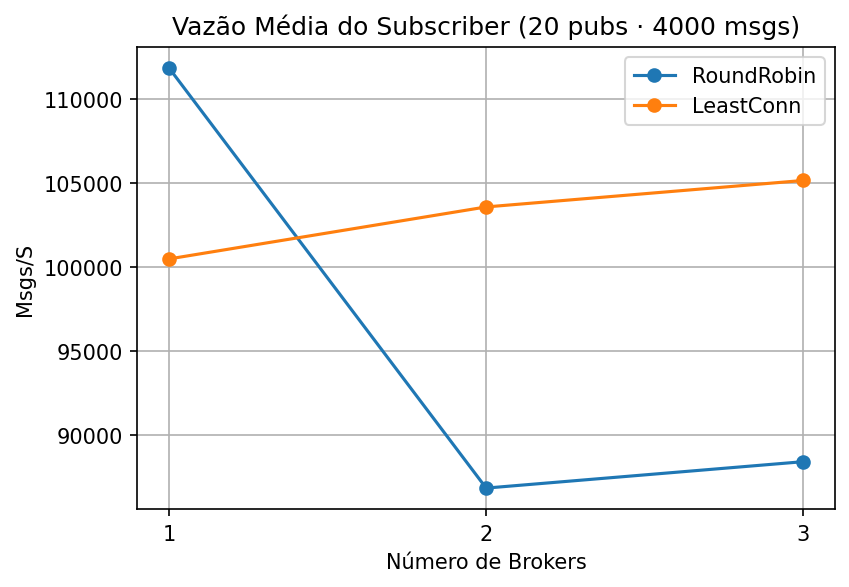 Vazão Média do Subscriber (20 pubs · 4000 msgs)
RoundRobin
LeastConn
110000
105000
100000
95000
90000
Msgs/S
1
2
3
Número de Brokers